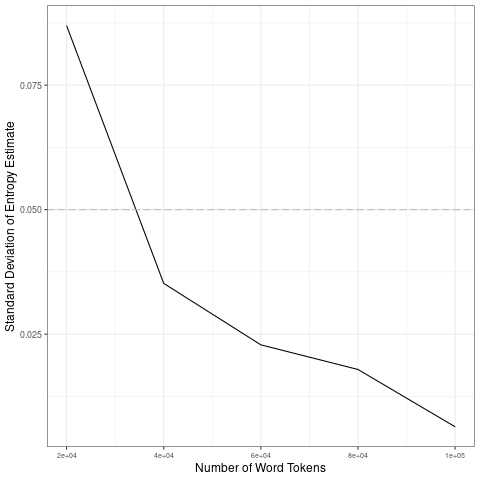 Standard Deviation of Entropy Estimate
0.075
0.050
0.025
2e+04 4e+04 6e+04 8e+04 1e+05
Number of Word Tokens